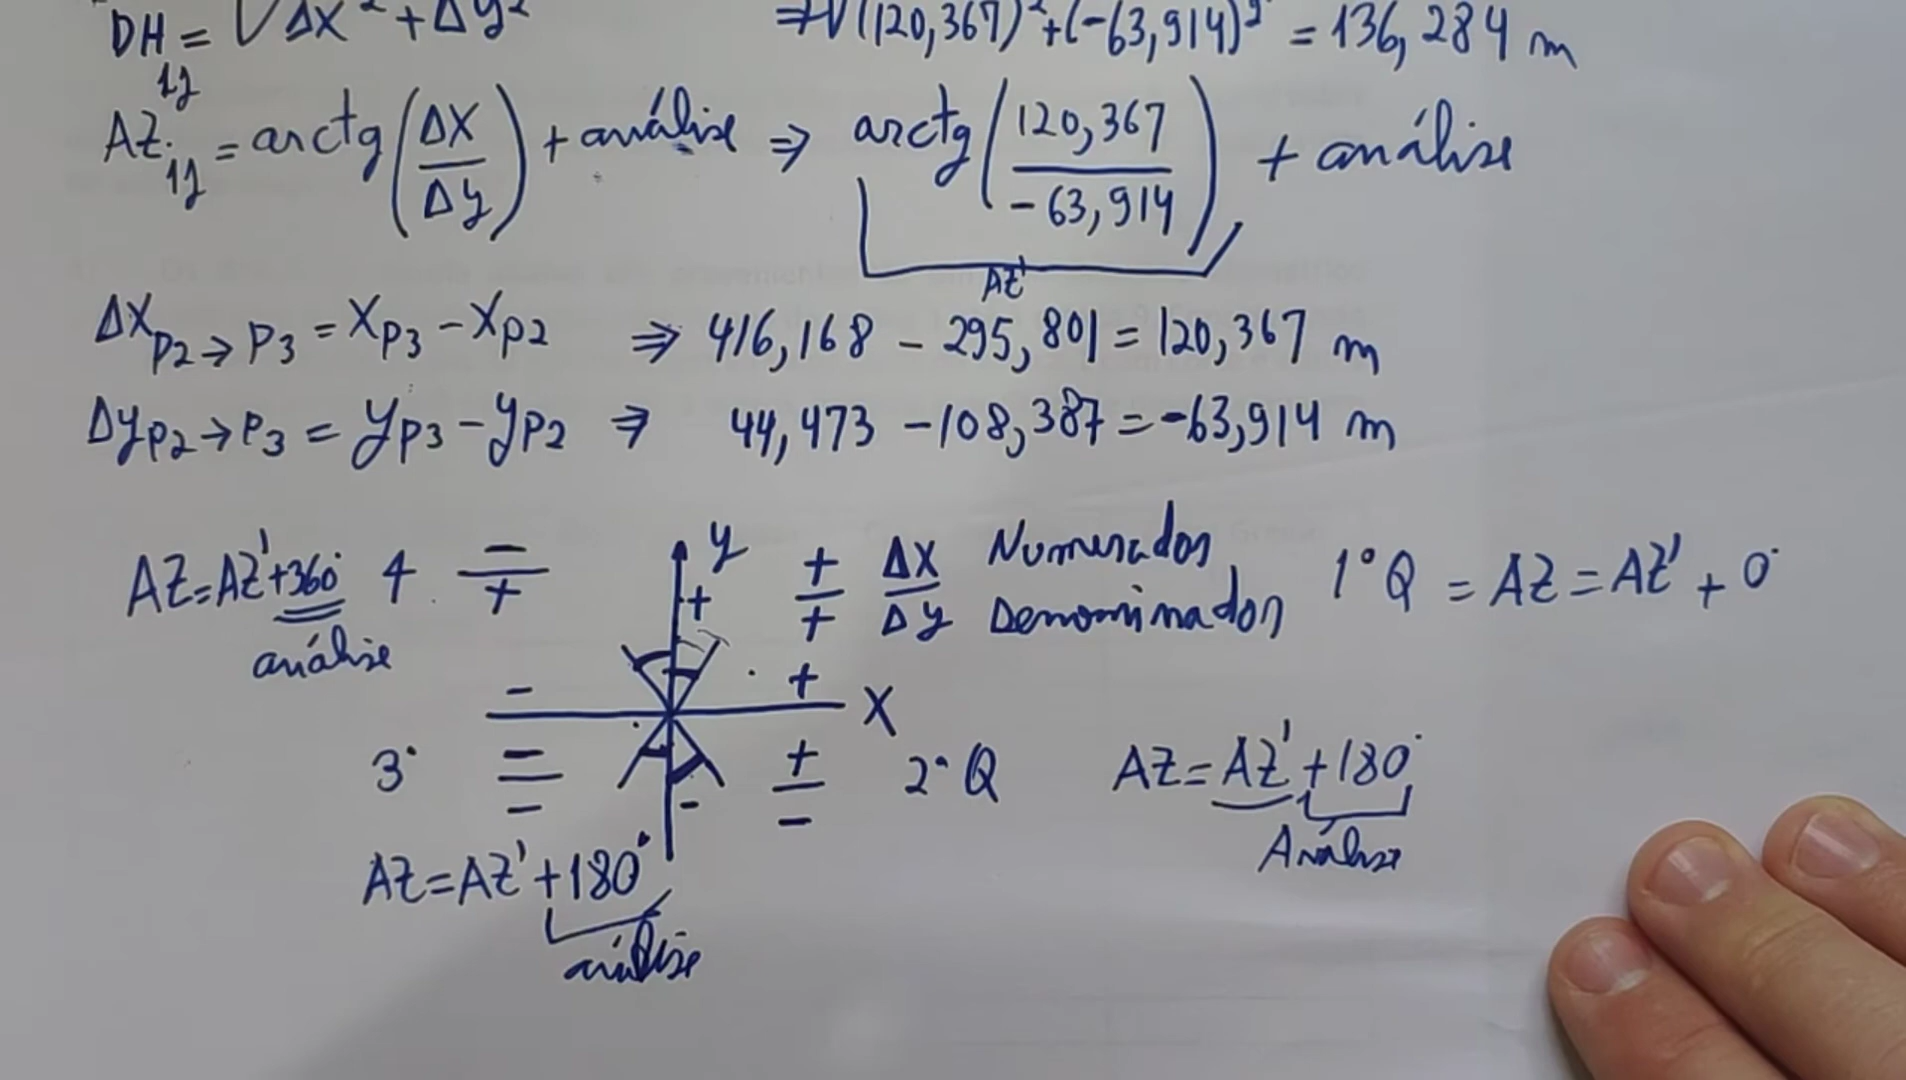 DH = √ΔX² + Δy² ⇒ √(120,367)²+(-63,914)² = 136,284 m
1j
AZ 1j = arctg (ΔX/Δy) + análise ⇒ arctg (120,367/-63,914) + análise
AZ'
ΔX P2→P3 = XP3 - XP2 ⇒ 416,168 - 295,801 = 120,367 m
ΔyP2→P3 = yP3 - yP2 ⇒ 44,473 - 108,387 = -63,914 m
AZ=AZ'+360° 4 -/+ y +/+ ΔX/Δy Numerador Denominador 1°Q = AZ = AZ' + 0°
análise +
- + X
3° -/- +/- 2°Q AZ = AZ' +180°
- Análise
AZ=AZ'+180°
análise